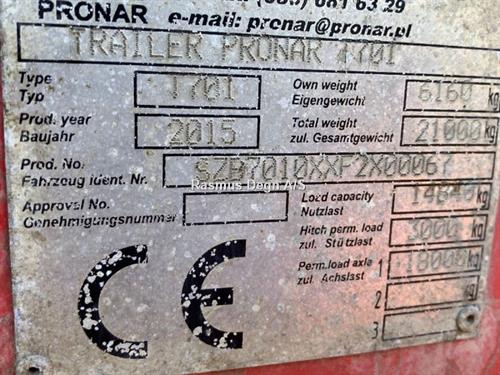 PRONAR
e-mail: pronar@pronar.pl
TRAILER PRONAR T701
Type
Typ
T701
Own weight
Eigengewicht
6160 kg
Prod. year
Baujahr
2015
Total weight
zul. Gesamtgewicht
21000 kg
Prod. No.
Fahrzeug ident. Nr.
SZB7010XXF2X00067
Rasmus Degn A/S
Approval No.
Genehmigungsnummer
Load capacity
Nutzlast
14840 kg
Hitch perm. load
zul. Stützlast
3000 kg
CE
Perm.load axle
zul. Achslast
1 18000 kg
2 kg
3